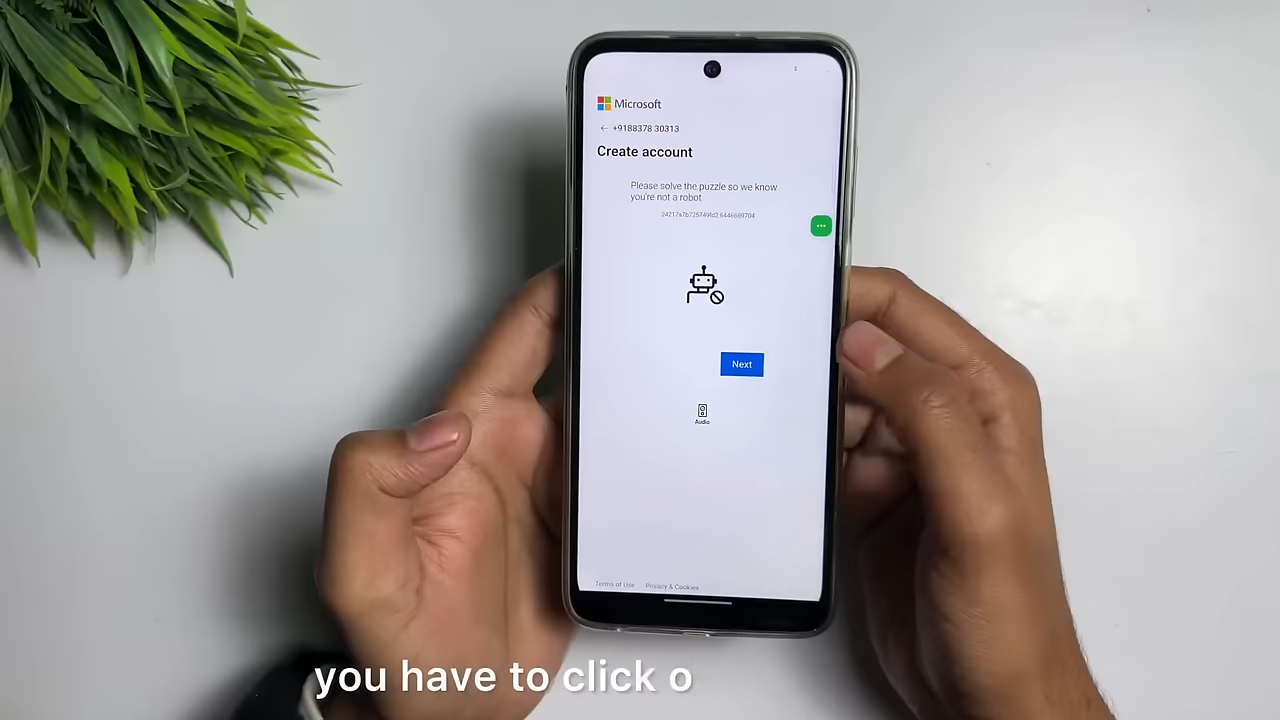 Microsoft
← +9188378 30313
Create account
Please solve the puzzle so we know
you're not a robot
Next
Audio
Terms of Use Privacy & Cookies
you have to click o